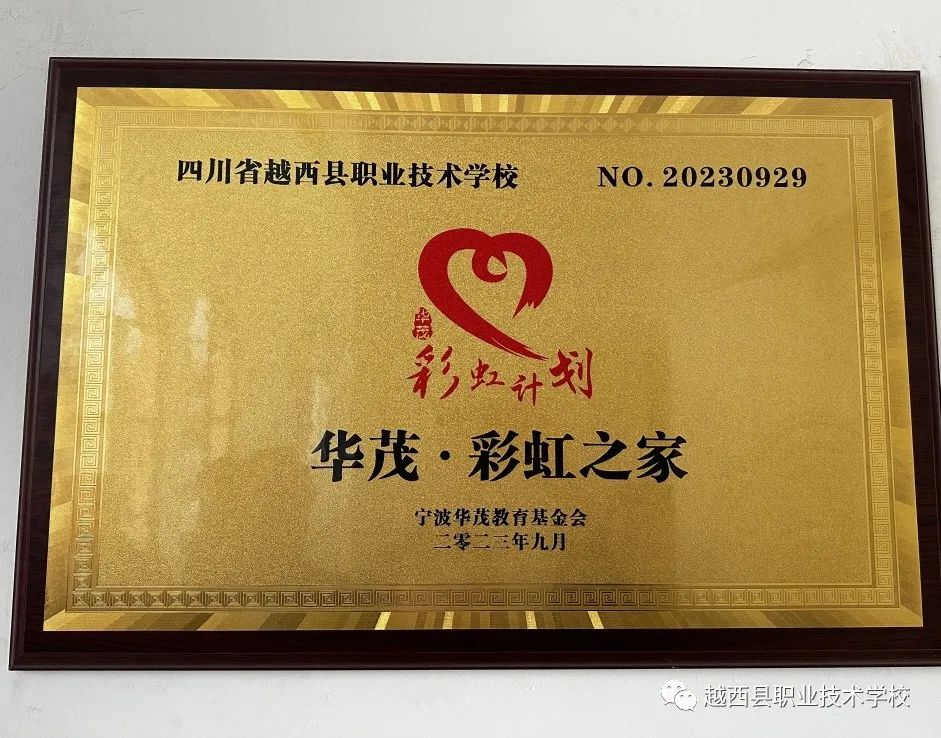 四川省越西县职业技术学校 NO. 20230929
华茂
彩虹计划
华茂·彩虹之家
宁波华茂教育基金会
二零二三年九月
越西县职业技术学校